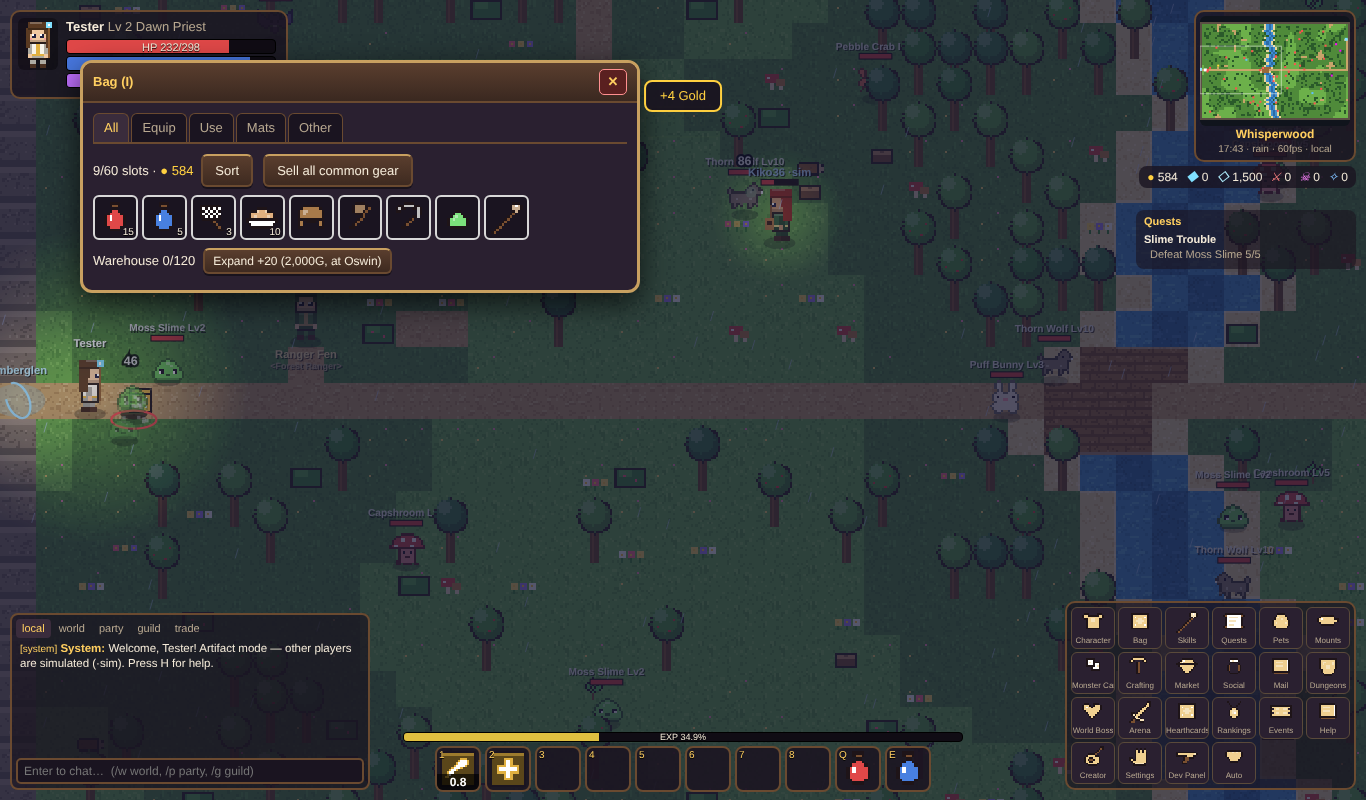 Tester Lv 2 Dawn Priest
HP 232/298
Bag (I)
×
All Equip Use Mats Other
9/60 slots · ● 584 Sort Sell all common gear
15 5 3 10
Warehouse 0/120 Expand +20 (2,000G, at Oswin)
+4 Gold
Whisperwood
17:43 · rain · 60fps · local
584 0 1,500 0 0 0
Quests
Slime Trouble
Defeat Moss Slime 5/5
Pebble Crab
86
Kiko36 ·sim
Moss Slime Lv2
Tester
46
Ranger Fen
<Forest Ranger>
Thorn Wolf Lv10
Puff Bunny Lv3
Moss Slime Lv2
Capshroom Lv5
Thorn Wolf Lv10
Capshroom
Moss Slime Lv2
local world party guild trade
[system] System: Welcome, Tester! Artifact mode — other players
are simulated (·sim). Press H for help.
Enter to chat… (/w world, /p party, /g guild)
EXP 34.9%
1 2 3 4 5 6 7 8 Q E
0.8
Character Bag Skills Quests Pets Mounts
Monster Ca Crafting Market Social Mail Dungeons
World Boss Arena Hearthcards Rankings Events Help
Creator Settings Dev Panel Auto